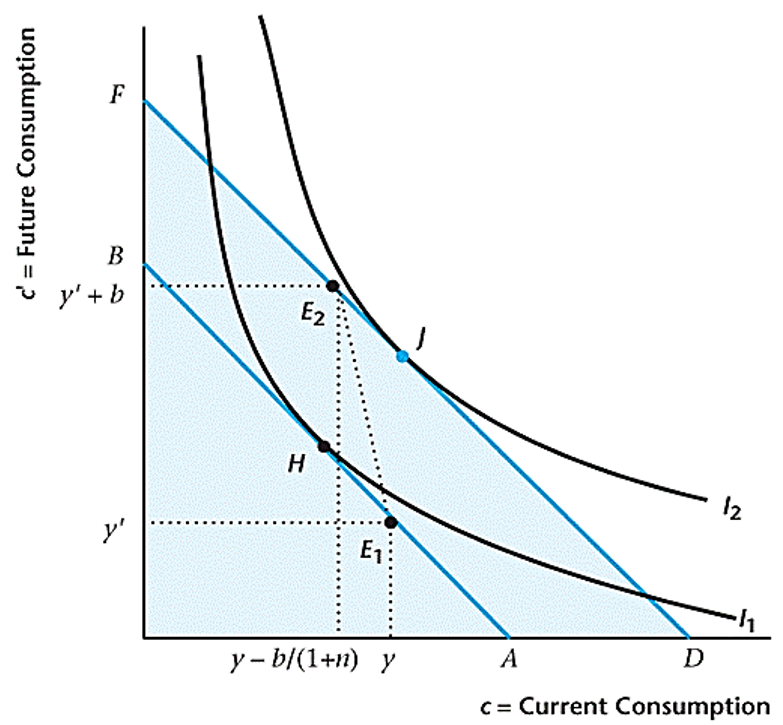 c' = Future Consumption
F
B
y' + b
E2
J
H
I2
y'
E1
I1
y – b/(1+n)
y
A
D
c = Current Consumption